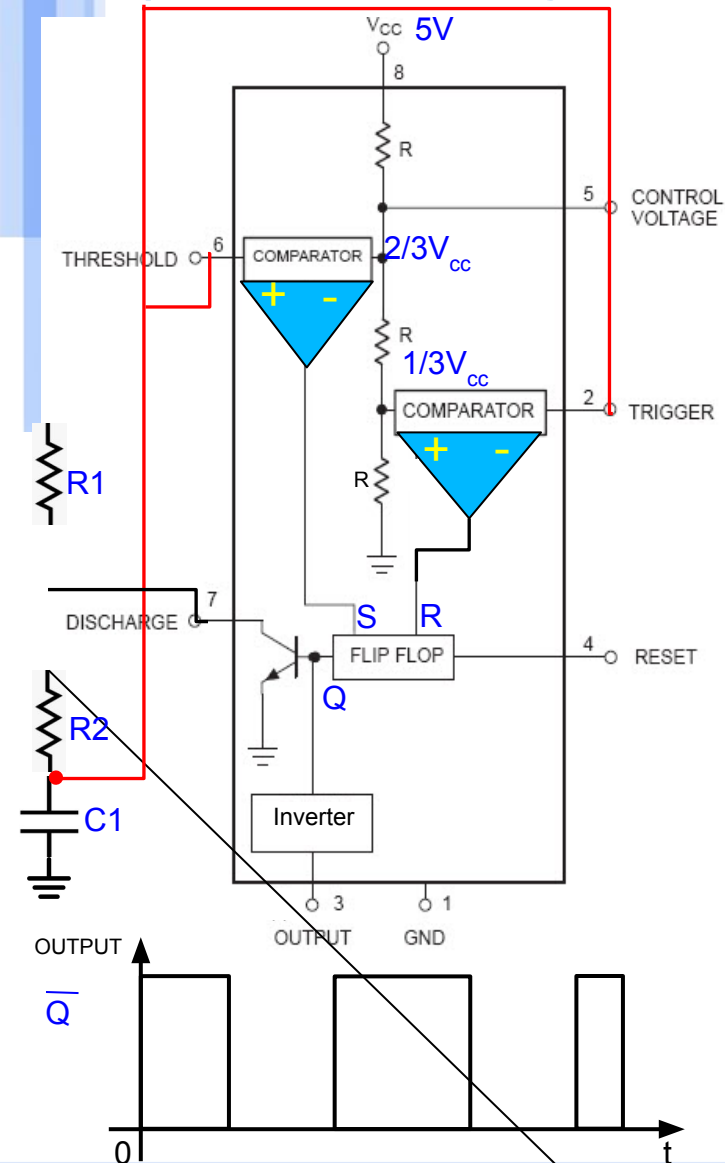 VCC 5V
8
R
5 CONTROL
VOLTAGE
THRESHOLD 6 COMPARATOR 2/3Vcc
+ -
R
1/3Vcc
COMPARATOR 2 TRIGGER
+ -
R1
R
7
DISCHARGE
S R
FLIP FLOP 4 RESET
Q
R2
C1
Inverter
3 1
OUTPUT GND
OUTPUT
Q̅
0 t